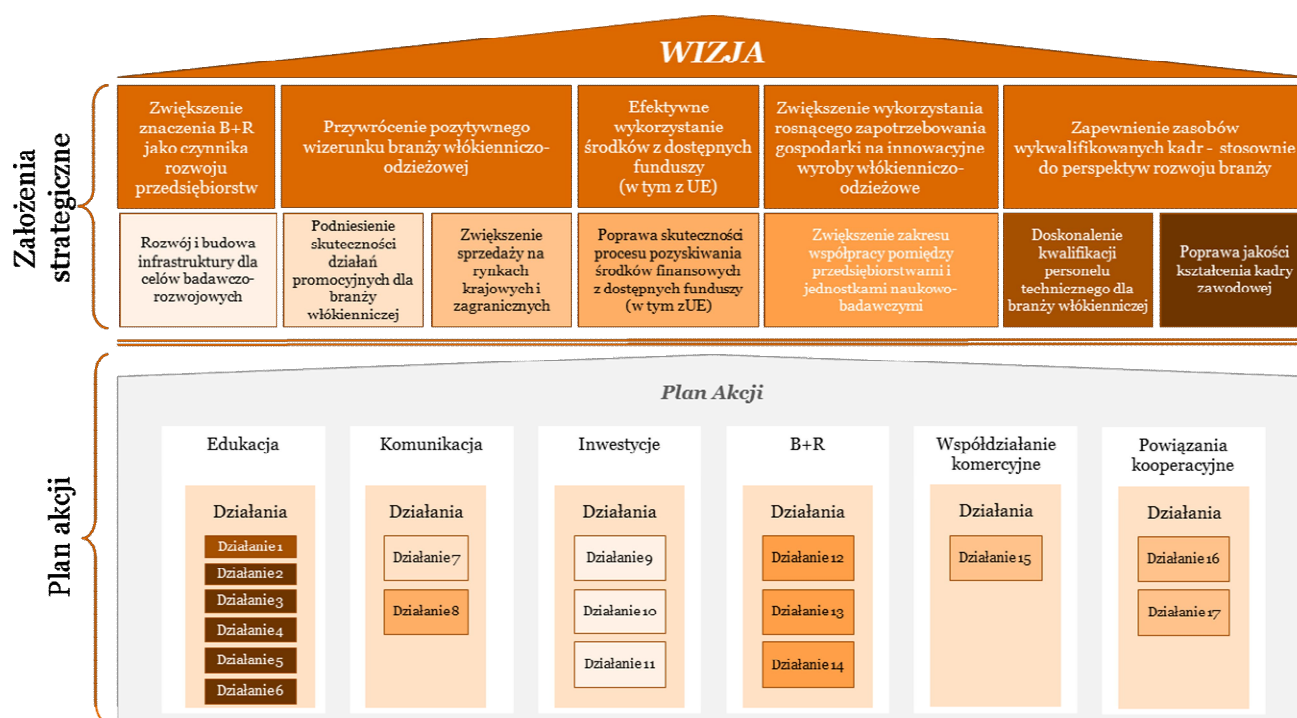 WIZJA
Założenia
strategiczne
Zwiększenie
znaczenia B+R
jako czynnika
rozwoju
przedsiębiorstw
Przywrócenie pozytywnego
wizerunku branży włókienniczo-
odzieżowej
Efektywne
wykorzystanie
środków z dostępnych
funduszy
(w tym z UE)
Zwiększenie wykorzystania
rosnącego zapotrzebowania
gospodarki na innowacyjne
wyroby włókienniczo-
odzieżowe
Zapewnienie zasobów
wykwalifikowanych kadr - stosownie
do perspektyw rozwoju branży
Rozwój i budowa
infrastruktury dla
celów badawczo-
rozwojowych
Podniesienie
skuteczności
działań
promocyjnych dla
branży
włókienniczej
Zwiększenie
sprzedaży na
rynkach
krajowych i
zagranicznych
Poprawa skuteczności
procesu pozyskiwania
środków finansowych
z dostępnych funduszy
(w tym zUE)
Zwiększenie zakresu
współpracy pomiędzy
przedsiębiorstwami i
jednostkami naukowo-
badawczymi
Doskonalenie
kwalifikacji
personelu
technicznego dla
branży włókienniczej
Poprawa jakości
kształcenia kadry
zawodowej
Plan akcji
Plan Akcji
Edukacja
Działania
Działanie 1
Działanie 2
Działanie 3
Działanie 4
Działanie 5
Działanie 6
Komunikacja
Działania
Działanie 7
Działanie 8
Inwestycje
Działania
Działanie 9
Działanie 10
Działanie 11
B+R
Działania
Działanie 12
Działanie 13
Działanie 14
Współdziałanie
komercyjne
Działania
Działanie 15
Powiązania
kooperacyjne
Działania
Działanie 16
Działanie 17